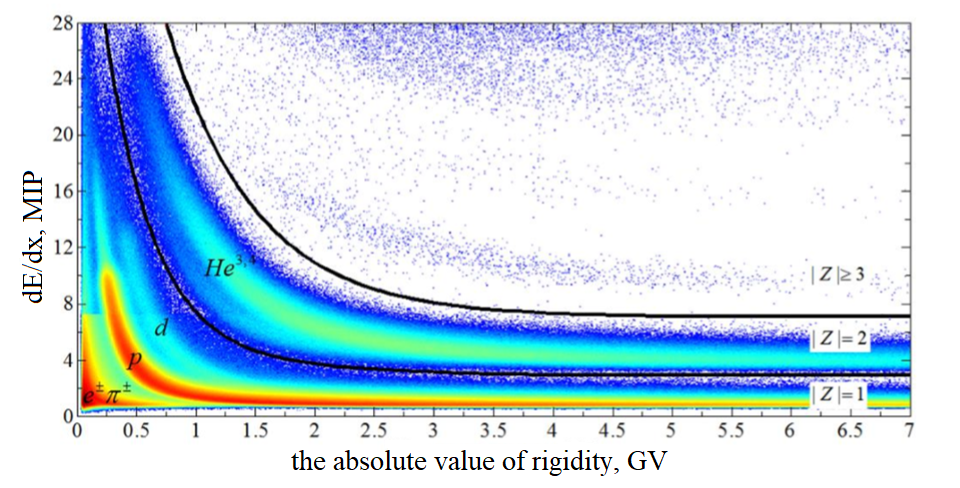 28
24
20
16
12
8
4
0
dE/dx, MIP
He³,⁴
d
p
e± π±
|Z|≥3
|Z|=2
|Z|=1
0 0.5 1 1.5 2 2.5 3 3.5 4 4.5 5 5.5 6 6.5 7
the absolute value of rigidity, GV